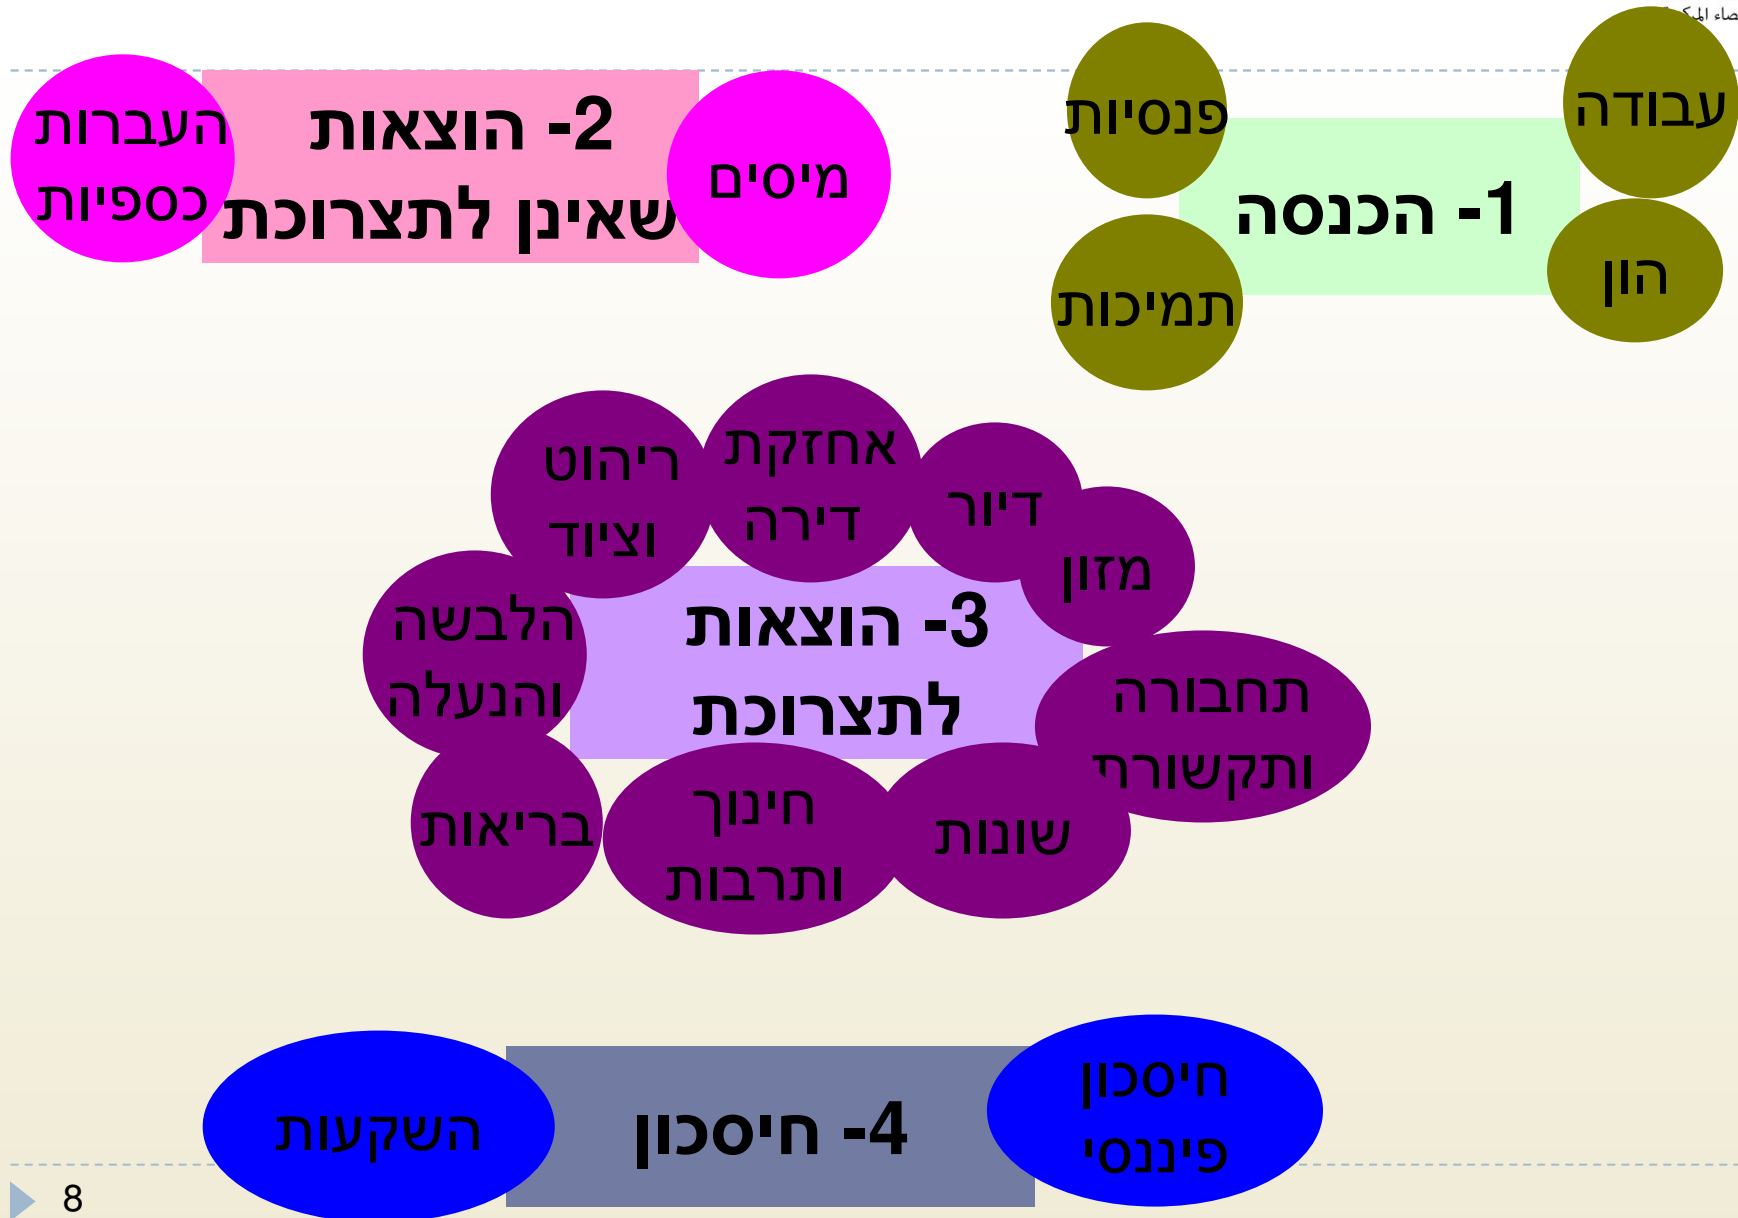 عبודה
הון
פנסיות
תמיכות
1- הכנסה
מיסים
2- הוצאות
שאינן לתצרוכת
העברות
כספיות
ריהוט
וציוד
אחזקת
דירה
דיור
מזון
הלבשה
והנעלה
3- הוצאות
לתצרוכת
תחבורה
ותקשורת
בריאות
חינוך
ותרבות
שונות
חיסכון
פיננסי
4- חיסכון
השקעות
8